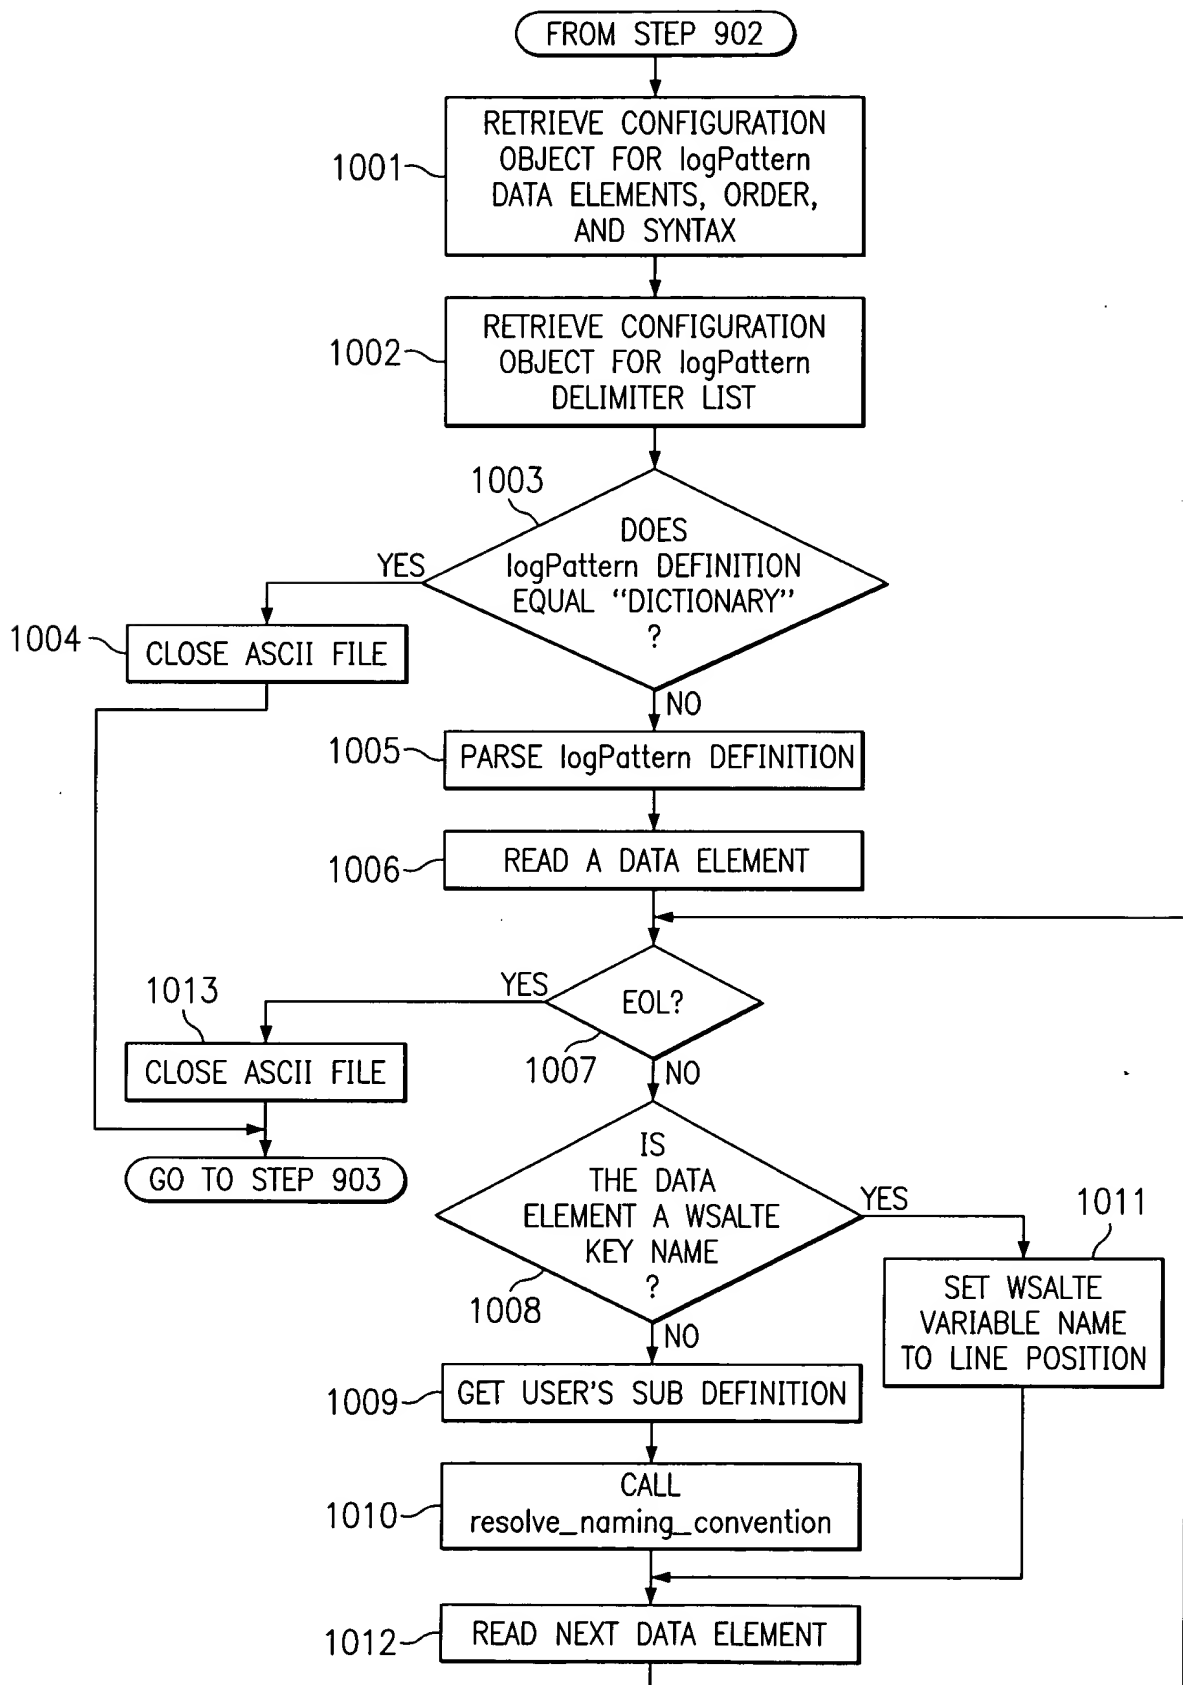 FROM STEP 902
RETRIEVE CONFIGURATION
OBJECT FOR logPattern
DATA ELEMENTS, ORDER,
AND SYNTAX
1001
RETRIEVE CONFIGURATION
OBJECT FOR logPattern
DELIMITER LIST
1002
1003
DOES
logPattern DEFINITION
EQUAL "DICTIONARY"
?
YES
1004
CLOSE ASCII FILE
NO
1005
PARSE logPattern DEFINITION
1006
READ A DATA ELEMENT
1013
YES
EOL?
1007
CLOSE ASCII FILE
NO
GO TO STEP 903
IS
THE DATA
ELEMENT A WSALTE
KEY NAME
?
1008
YES
1011
SET WSALTE
VARIABLE NAME
TO LINE POSITION
NO
1009
GET USER'S SUB DEFINITION
1010
CALL
resolve_naming_convention
1012
READ NEXT DATA ELEMENT